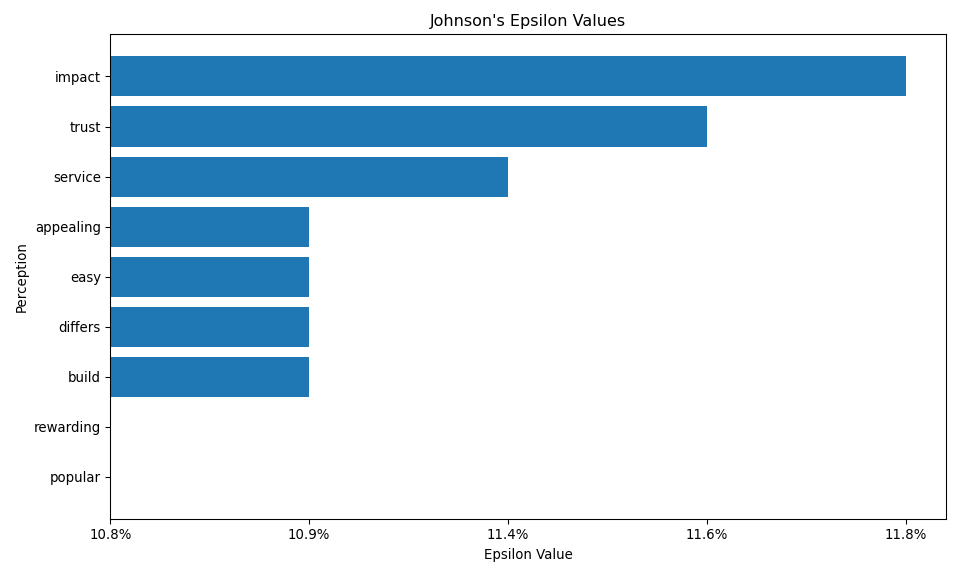 Johnson's Epsilon Values
Perception
impact
trust
service
appealing
easy
differs
build
rewarding
popular
10.8% 10.9% 11.4% 11.6% 11.8%
Epsilon Value